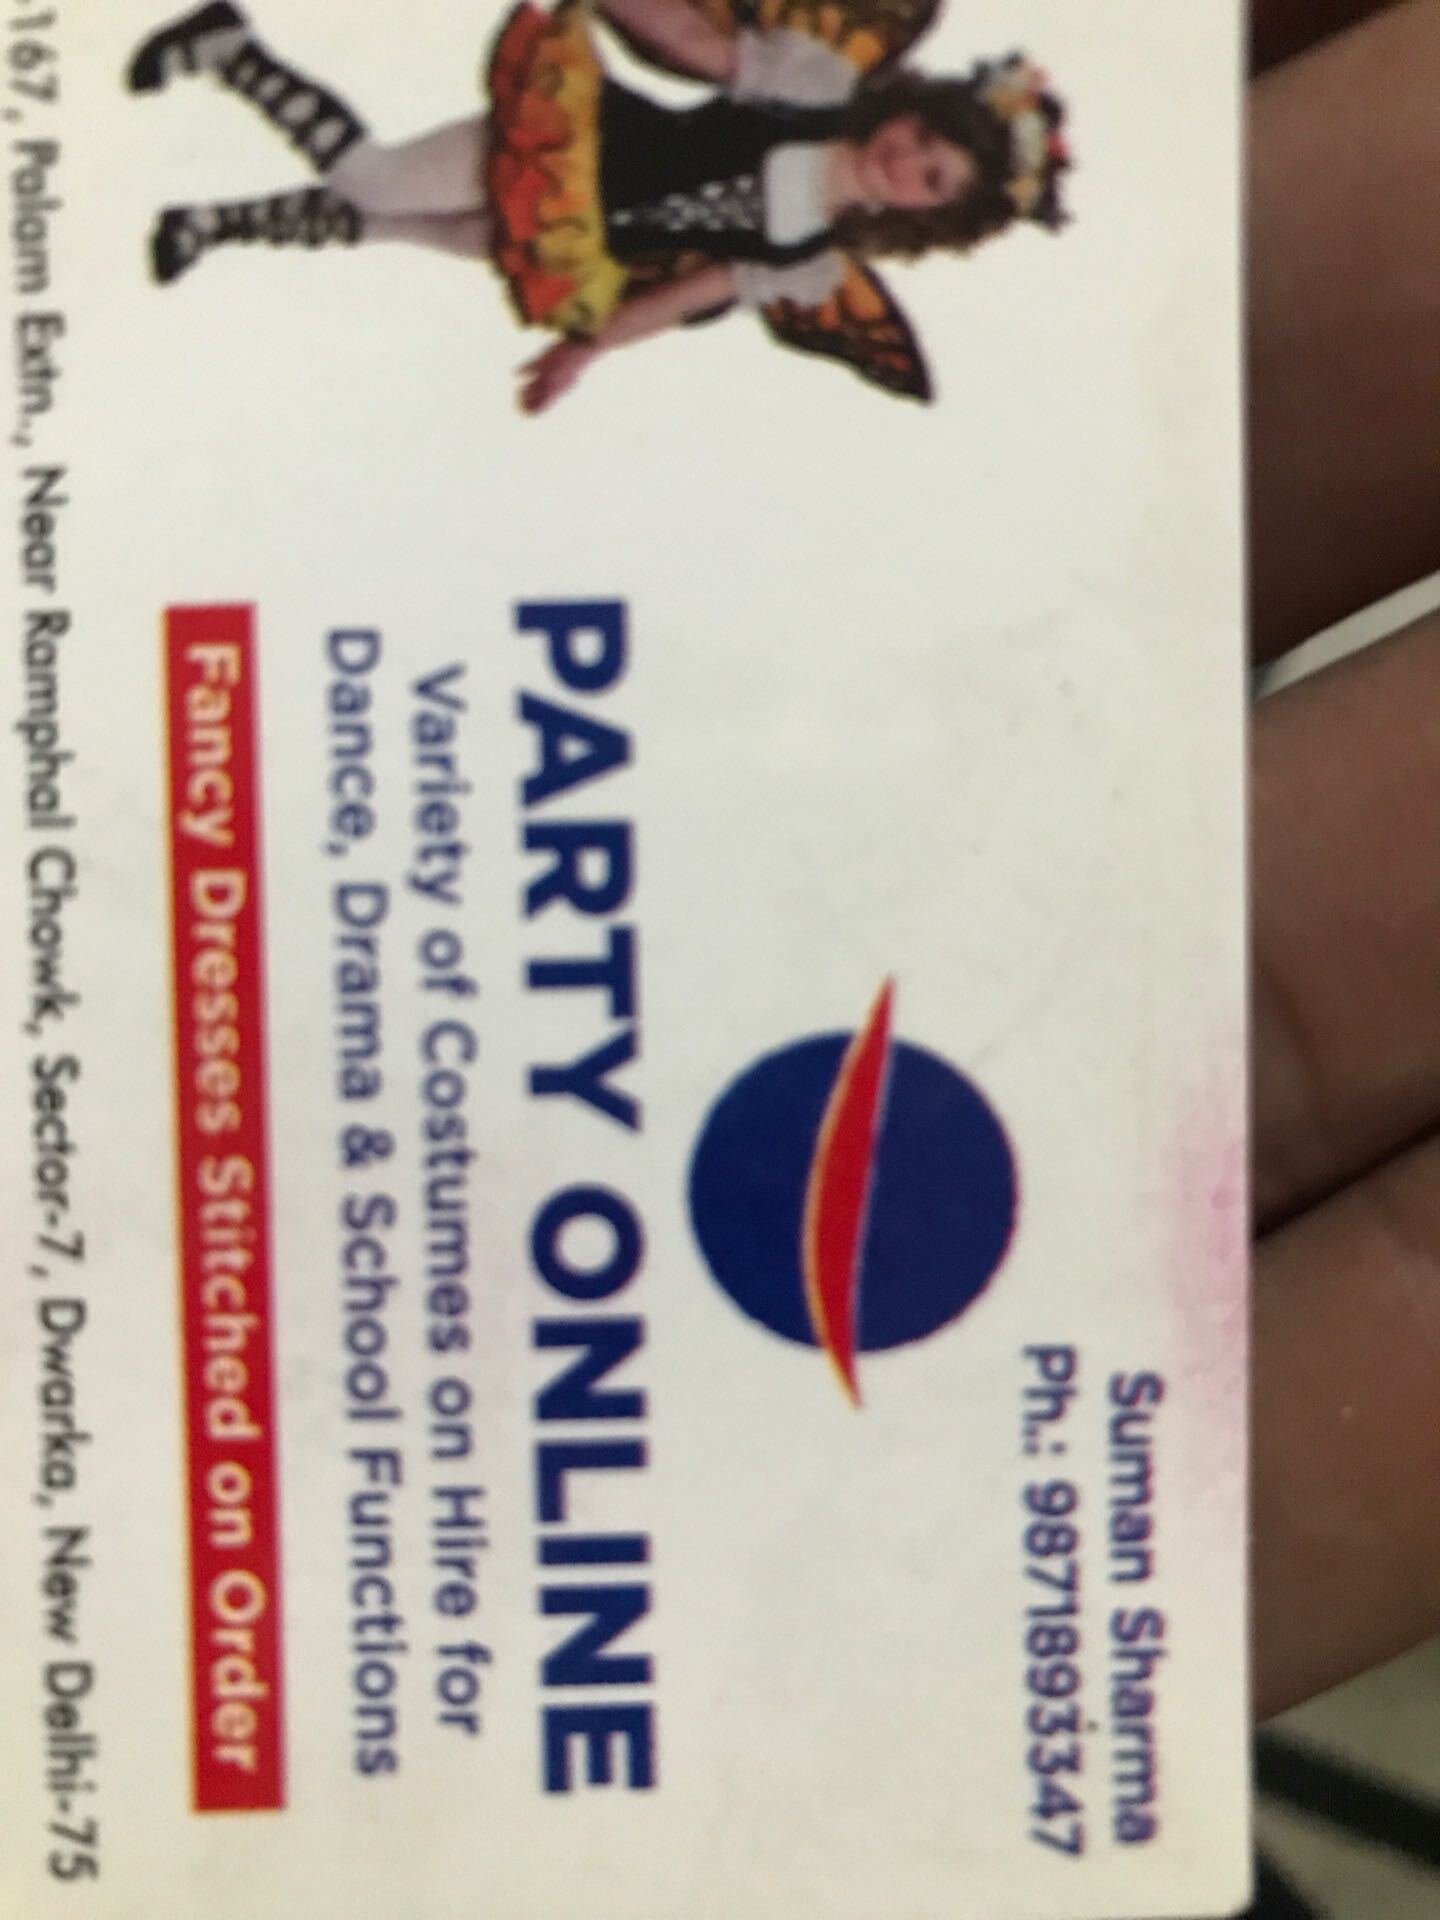 Suman Sharma
Ph.: 9871893347
PARTY ONLINE
Variety of Costumes on Hire for
Dance, Drama & School Functions
Fancy Dresses Stitched on Order
-167, Palam Extn., Near Ramphal Chowk, Sector-7, Dwarka, New Delhi-75